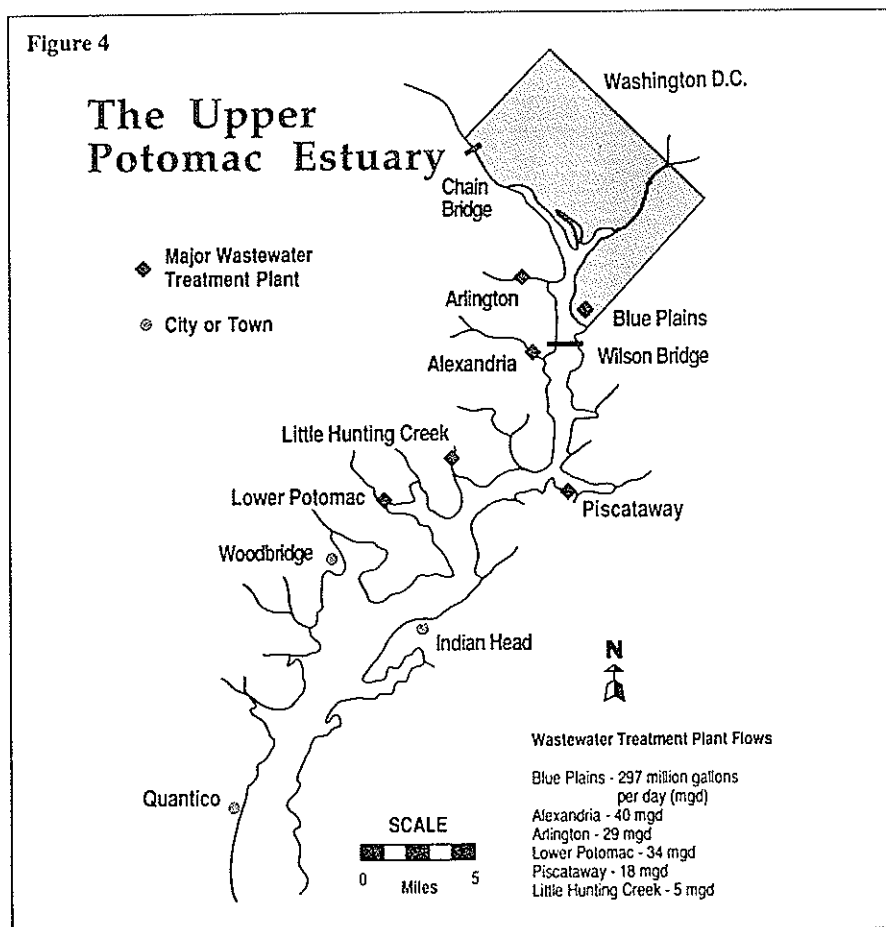 Figure 4
The Upper
Potomac Estuary
Washington D.C.
Chain
Bridge
Major Wastewater
Treatment Plant
City or Town
Arlington
Blue Plains
Alexandria
Wilson Bridge
Little Hunting Creek
Lower Potomac
Piscataway
Woodbridge
Indian Head
N
Wastewater Treatment Plant Flows
Blue Plains - 297 million gallons
per day (mgd)
Alexandria - 40 mgd
Arlington - 29 mgd
Lower Potomac - 34 mgd
Piscataway - 18 mgd
Little Hunting Creek - 5 mgd
Quantico
SCALE
0 5
Miles